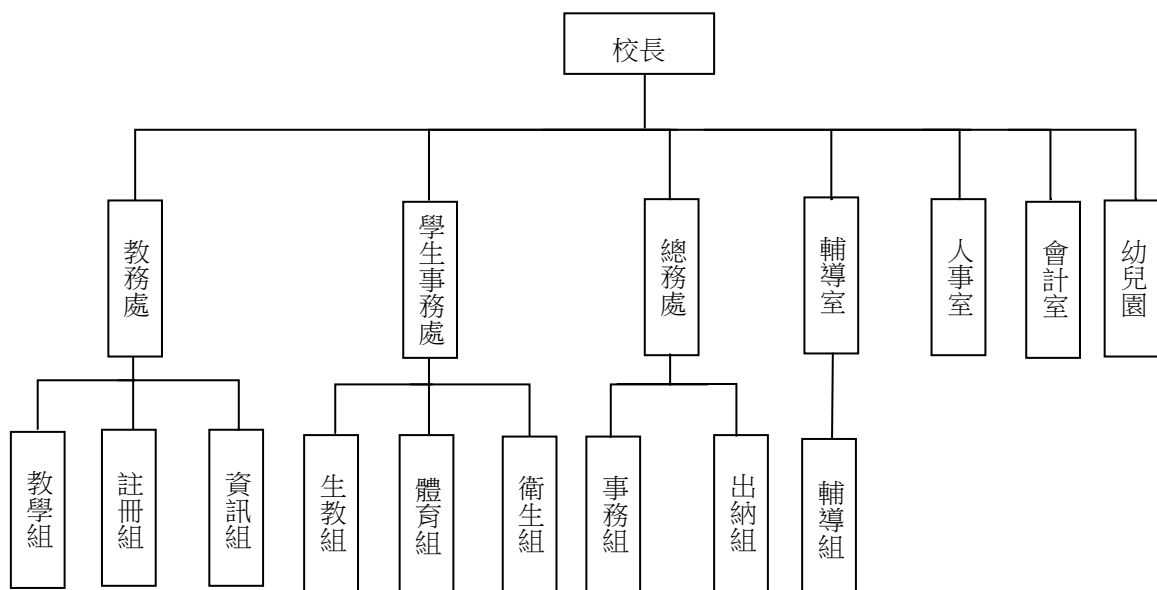 校長
教務處
學生事務處
總務處
輔導室
人事室
會計室
幼兒園
教學組
註冊組
資訊組
生教組
體育組
衛生組
事務組
出納組
輔導組